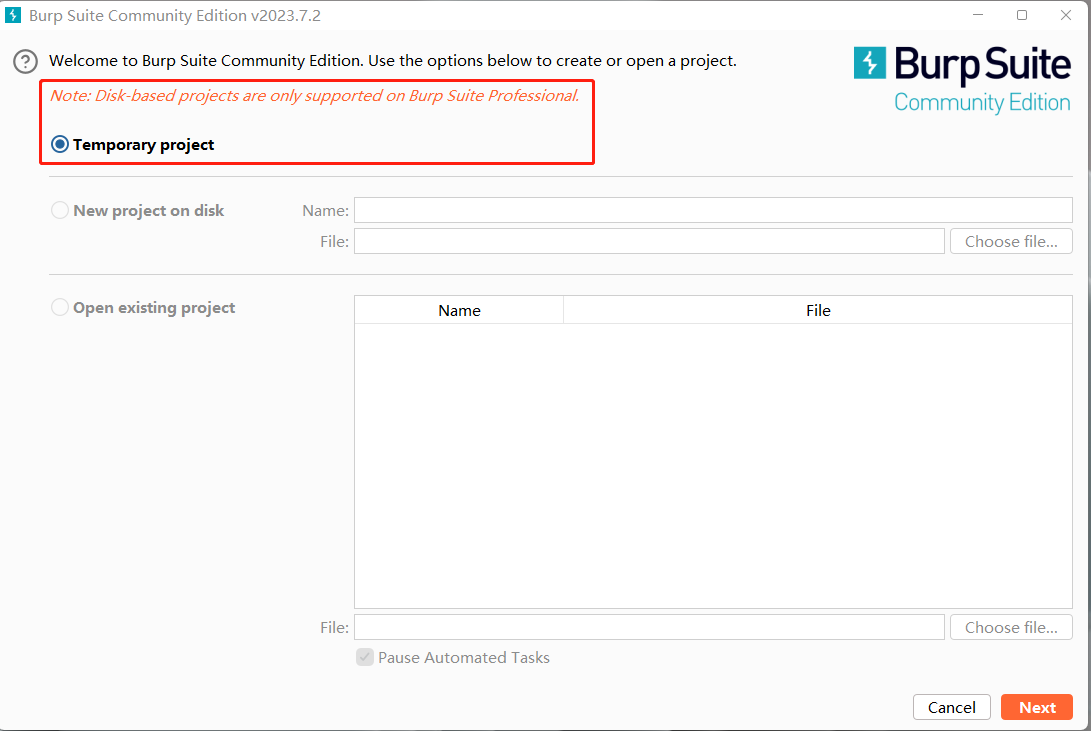 Burp Suite Community Edition v2023.7.2
Welcome to Burp Suite Community Edition. Use the options below to create or open a project.
Burp Suite
Community Edition
Note: Disk-based projects are only supported on Burp Suite Professional.
Temporary project
New project on disk
Name:
File:
Choose file...
Open existing project
Name
File
File:
Choose file...
Pause Automated Tasks
Cancel
Next